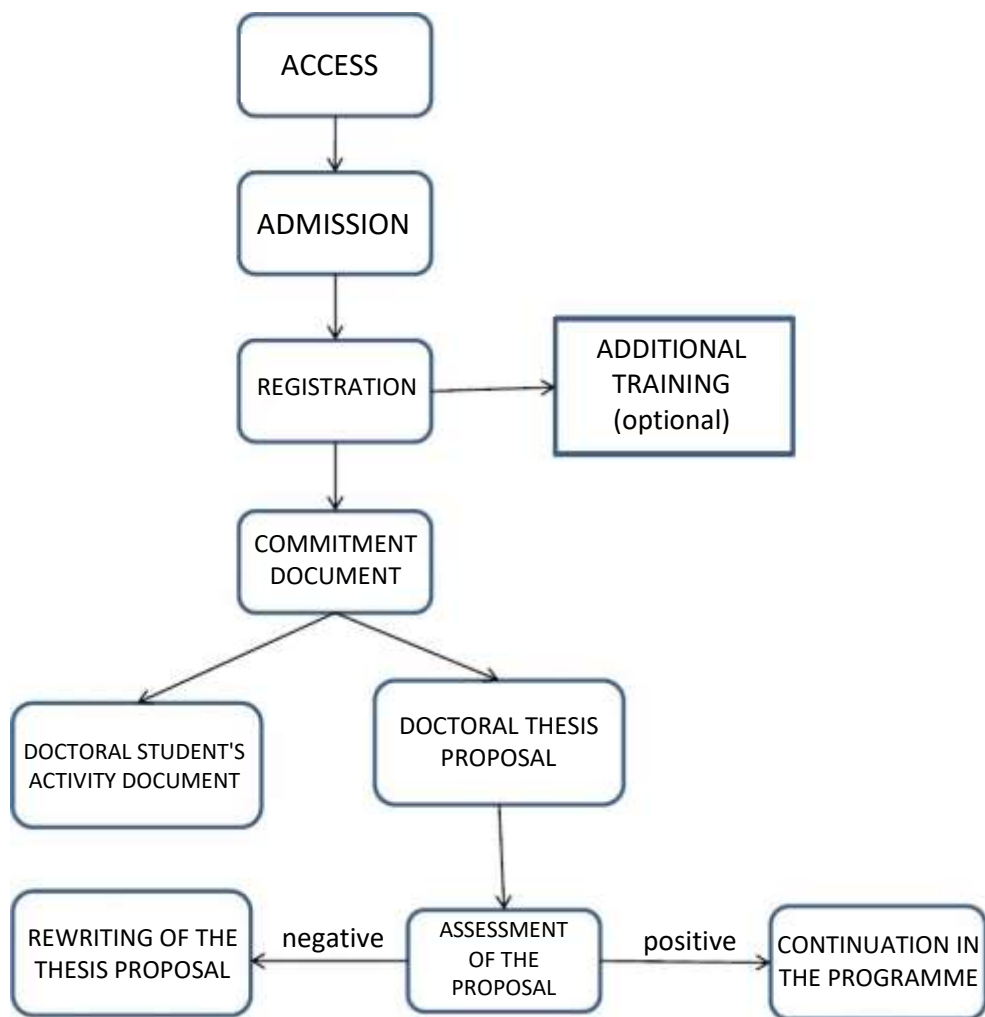 ACCESS
ADMISSION
REGISTRATION
ADDITIONAL
TRAINING
(optional)
COMMITMENT
DOCUMENT
DOCTORAL STUDENT'S
ACTIVITY DOCUMENT
DOCTORAL THESIS
PROPOSAL
REWRITING OF THE
THESIS PROPOSAL
negative
ASSESSMENT
OF THE
PROPOSAL
positive
CONTINUATION IN
THE PROGRAMME